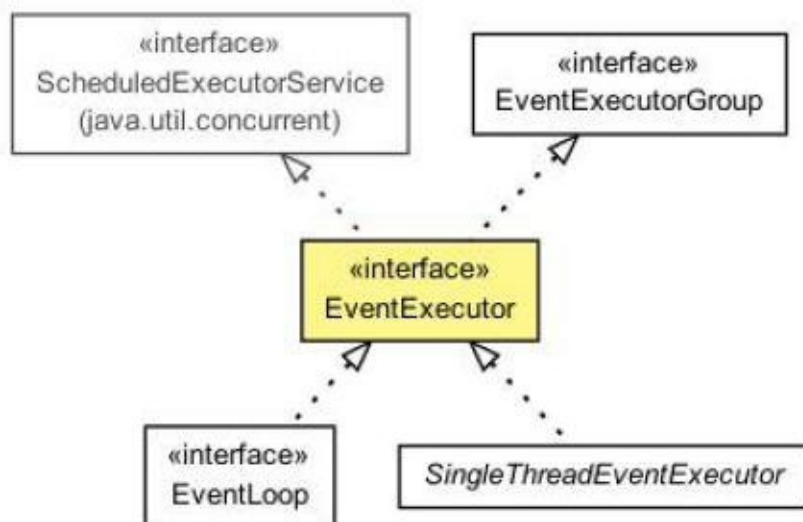 «interface»
ScheduledExecutorService
(java.util.concurrent)
«interface»
EventExecutorGroup
«interface»
EventExecutor
«interface»
EventLoop
SingleThreadEventExecutor